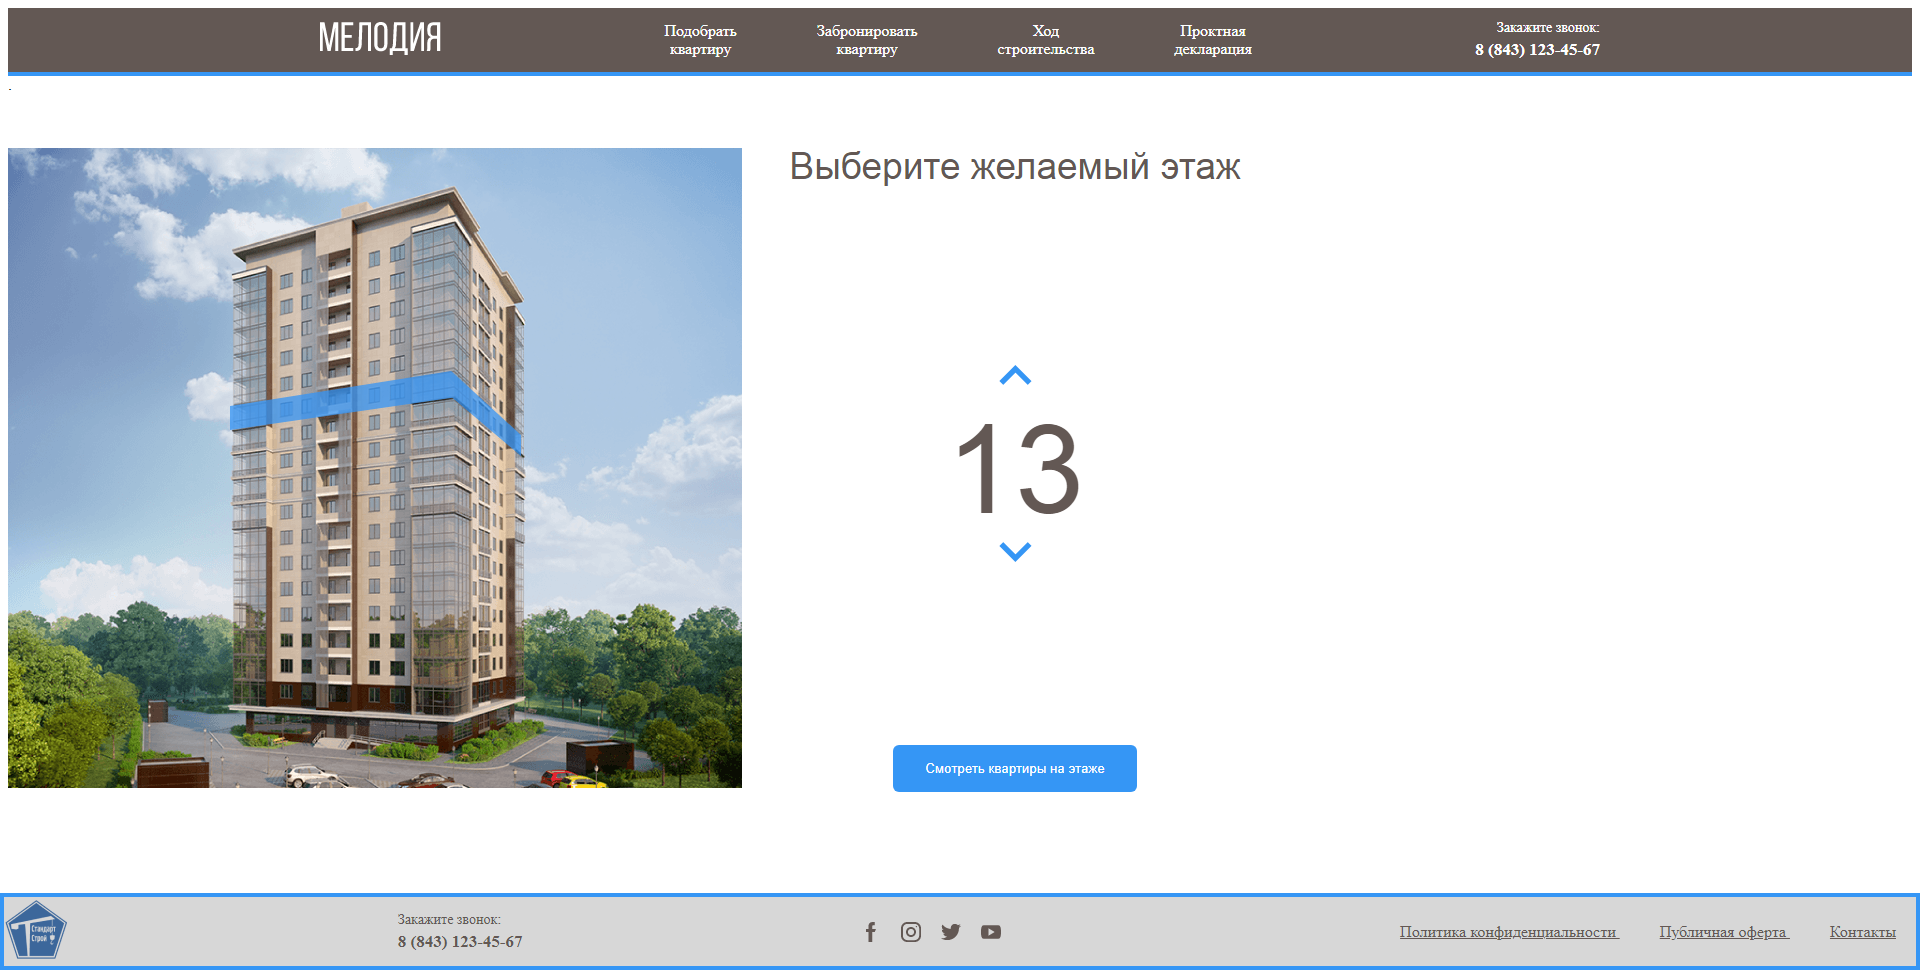 МЕЛОДИЯ
Подобрать
квартиру
Забронировать
квартиру
Ход
строительства
Проктная
декларация
Закажите звонок:
8 (843) 123-45-67
.
Выберите желаемый этаж
13
Смотреть квартиры на этаже
Стандарт
Строй
Закажите звонок:
8 (843) 123-45-67
Политика конфиденциальности
Публичная оферта
Контакты